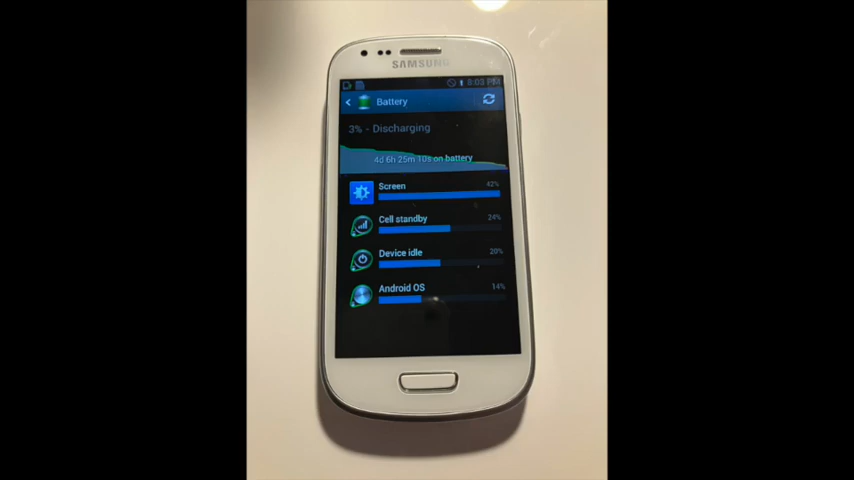 SAMSUNG
8:03 PM
Battery
3% - Discharging
4d 6h 25m 10s on battery
Screen 42%
Cell standby 24%
Device idle 20%
Android OS 14%